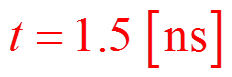 t = 1.5 [ns]